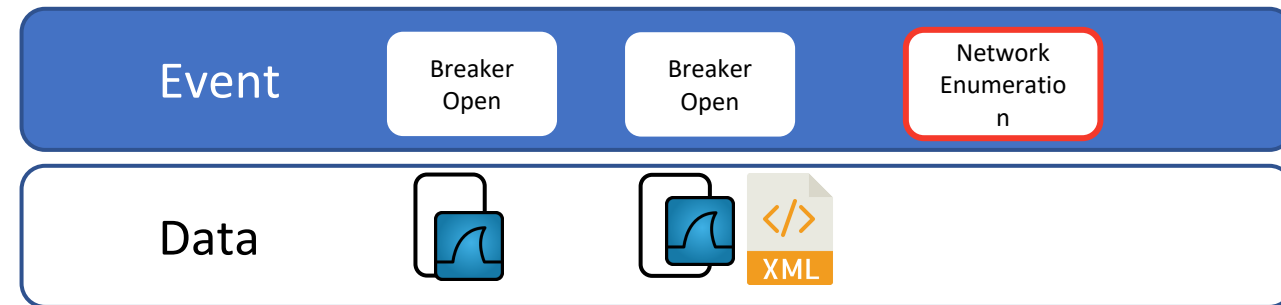 Event
Breaker
Open
Breaker
Open
Network
Enumeratio
n
Data
</>
XML